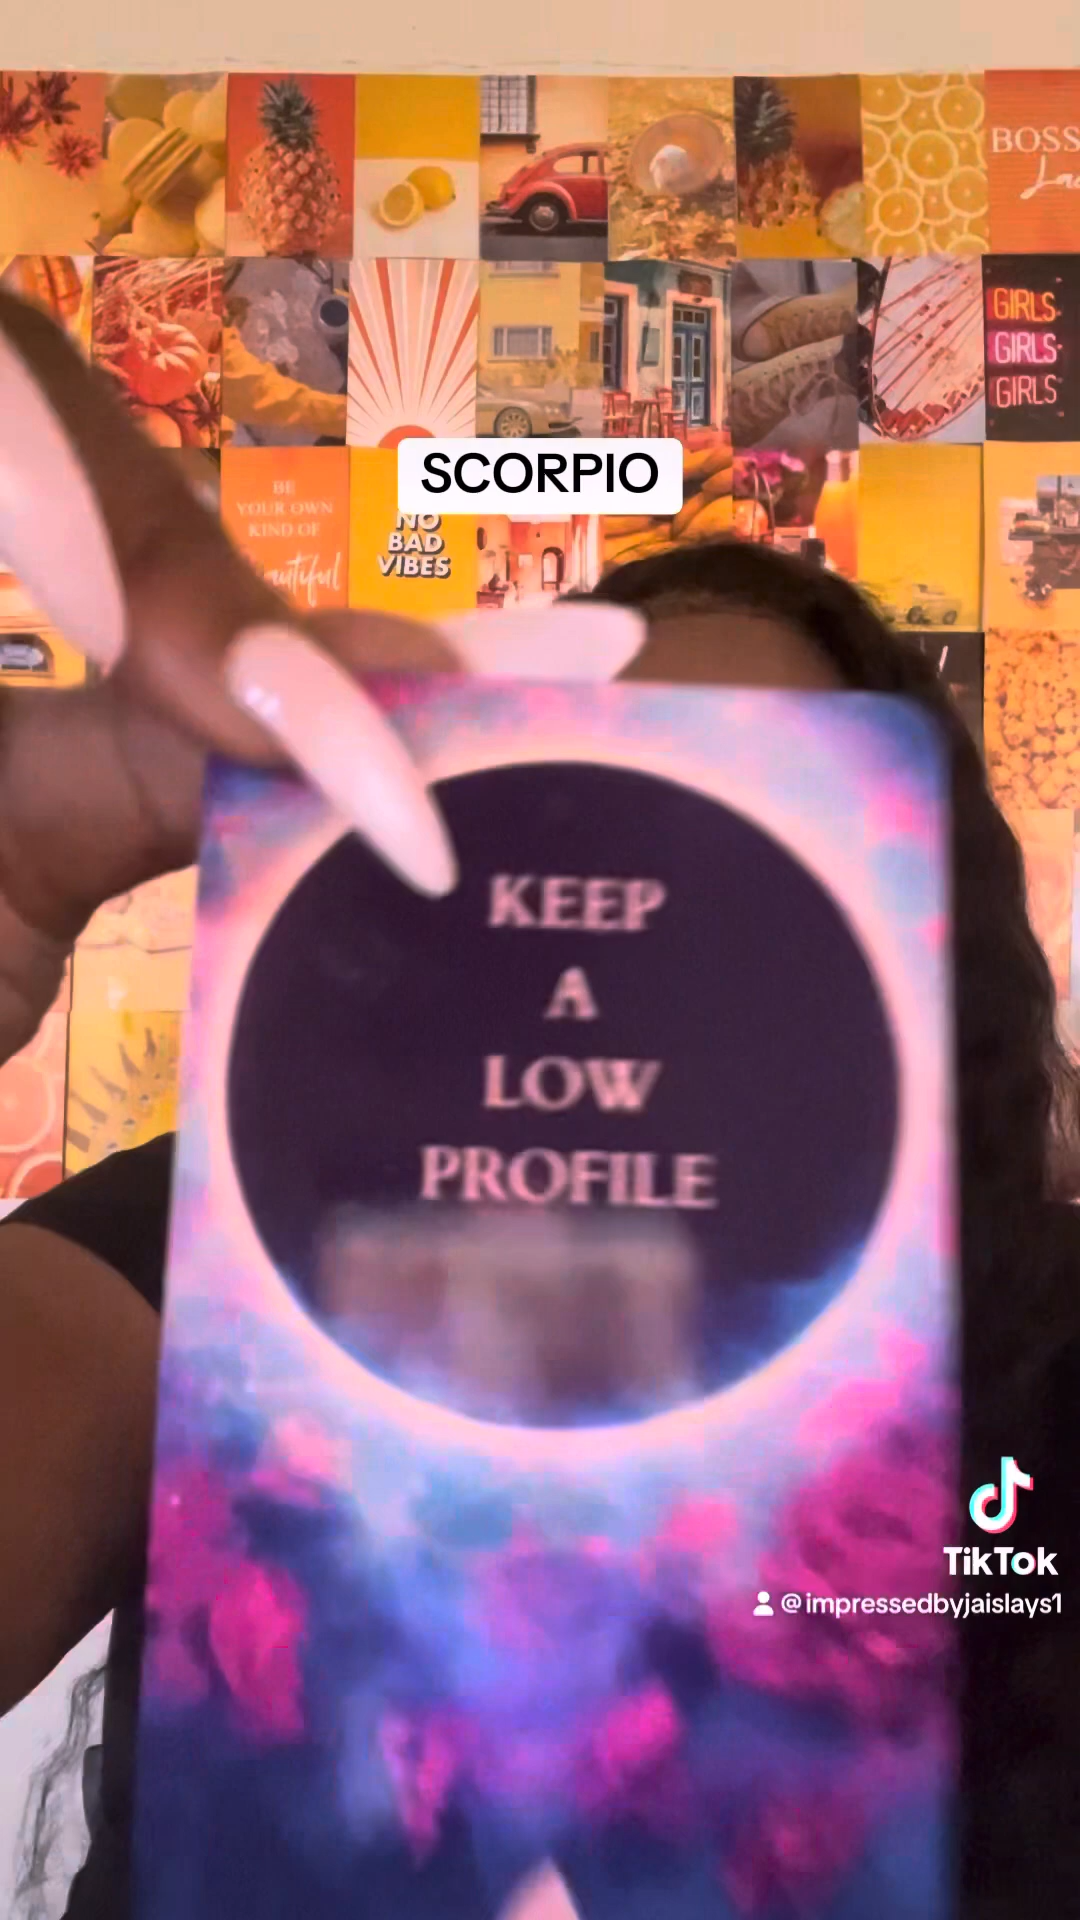 BOSS
GIRLS
GIRLS
GIRLS
SCORPIO
BE
YOUR OWN
KIND OF
NO
BAD
VIBES
KEEP
A
LOW
PROFILE
TikTok
@impressedbyjaislays1